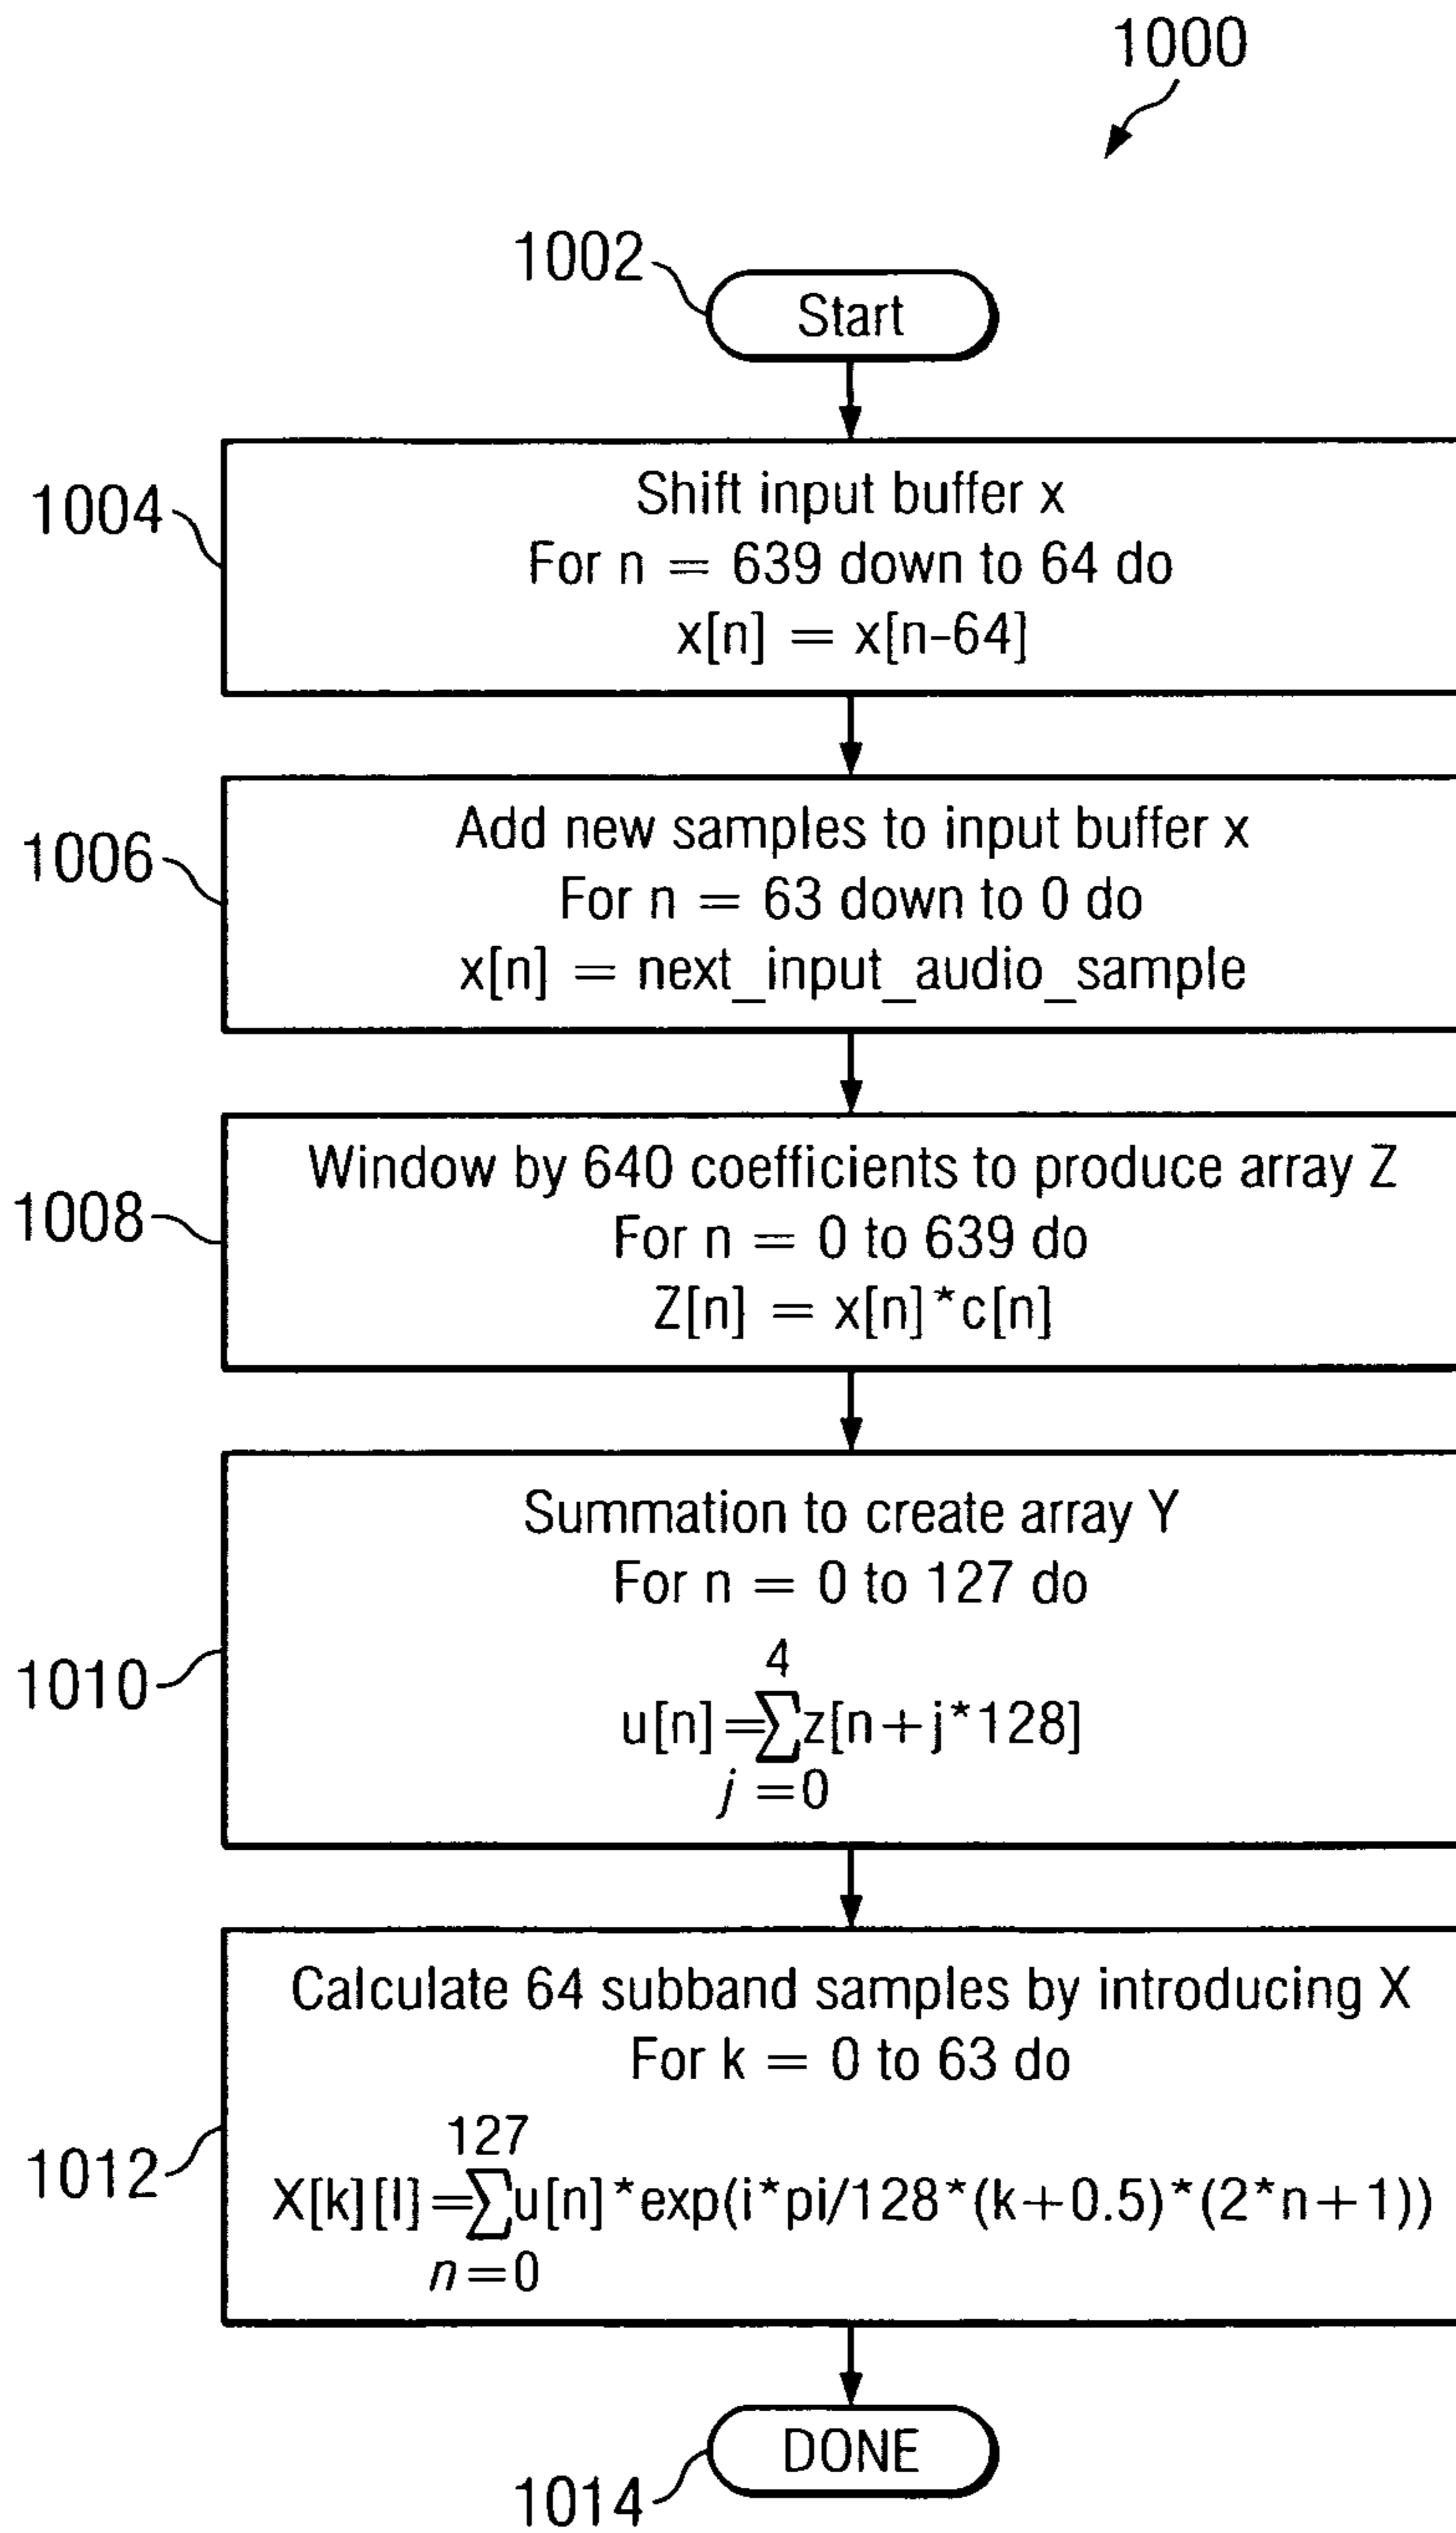 1000
1002
Start
1004
Shift input buffer x
For n = 639 down to 64 do
x[n] = x[n-64]
1006
Add new samples to input buffer x
For n = 63 down to 0 do
x[n] = next_input_audio_sample
1008
Window by 640 coefficients to produce array Z
For n = 0 to 639 do
Z[n] = x[n]*c[n]
1010
Summation to create array Y
For n = 0 to 127 do
4
u[n]=∑z[n+j*128]
j=0
1012
Calculate 64 subband samples by introducing X
For k = 0 to 63 do
127
X[k][l]=∑u[n]*exp(i*pi/128*(k+0.5)*(2*n+1))
n=0
DONE
1014